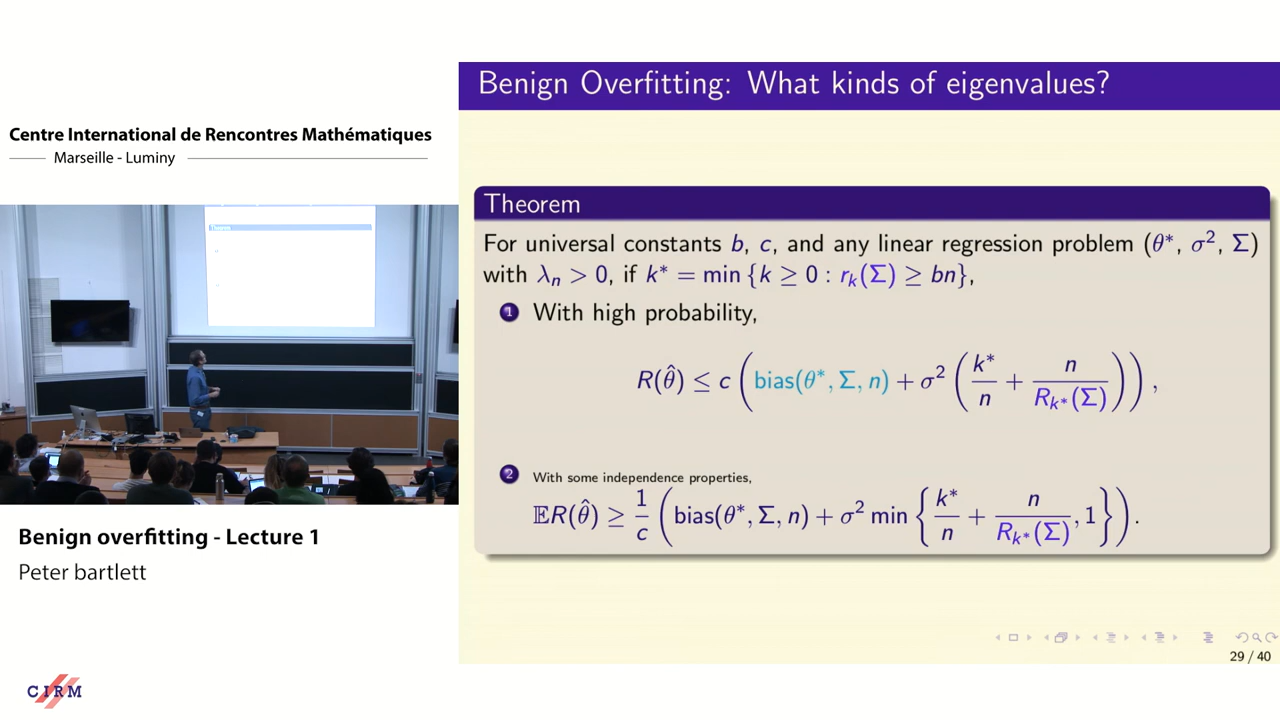 Centre International de Rencontres Mathématiques
Marseille - Luminy
Benign overfitting - Lecture 1
Peter bartlett
CIRM
Benign Overfitting: What kinds of eigenvalues?
Theorem
For universal constants b, c, and any linear regression problem (θ*, σ², Σ)
with λₙ > 0, if k* = min {k ≥ 0 : rₖ(Σ) ≥ bn},
1 With high probability,
R(θ̂) ≤ c (bias(θ*, Σ, n) + σ² (k*/n + n/R_{k*}(Σ))),
2 With some independence properties,
𝔼R(θ̂) ≥ 1/c (bias(θ*, Σ, n) + σ² min {k*/n + n/R_{k*}(Σ), 1}).
29 / 40